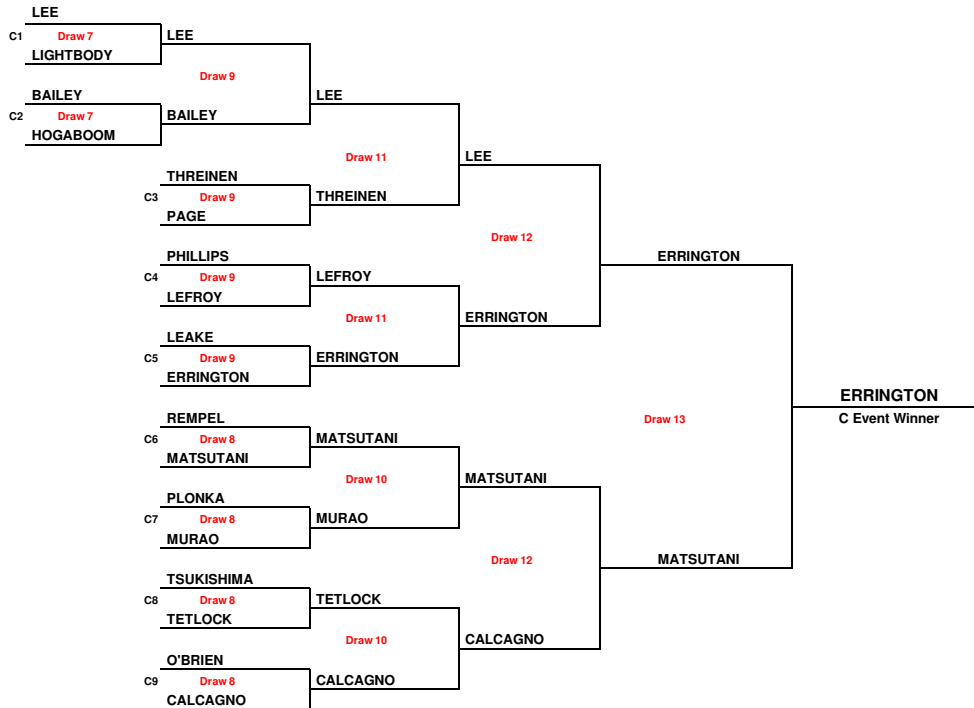 LEE
C1 Draw 7 LEE
LIGHTBODY
Draw 9
BAILEY LEE
C2 Draw 7 BAILEY
HOGABOOM
Draw 11 LEE
THREINEN
C3 Draw 9 THREINEN
PAGE
Draw 12
PHILLIPS ERRINGTON
C4 Draw 9 LEFROY
LEFROY
Draw 11 ERRINGTON
LEAKE
C5 Draw 9 ERRINGTON
ERRINGTON
ERRINGTON
C Event Winner
REMPEL Draw 13
C6 Draw 8 MATSUTANI
MATSUTANI
Draw 10 MATSUTANI
PLONKA
C7 Draw 8 MURAO
MURAO
Draw 12 MATSUTANI
TSUKISHIMA
C8 Draw 8 TETLOCK
TETLOCK
Draw 10 CALCAGNO
O'BRIEN
C9 Draw 8 CALCAGNO
CALCAGNO